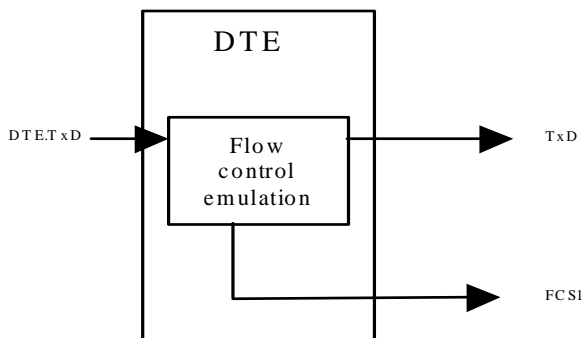 DTE
DTE.TxD
Flow
control
emulation
TxD
FCS1